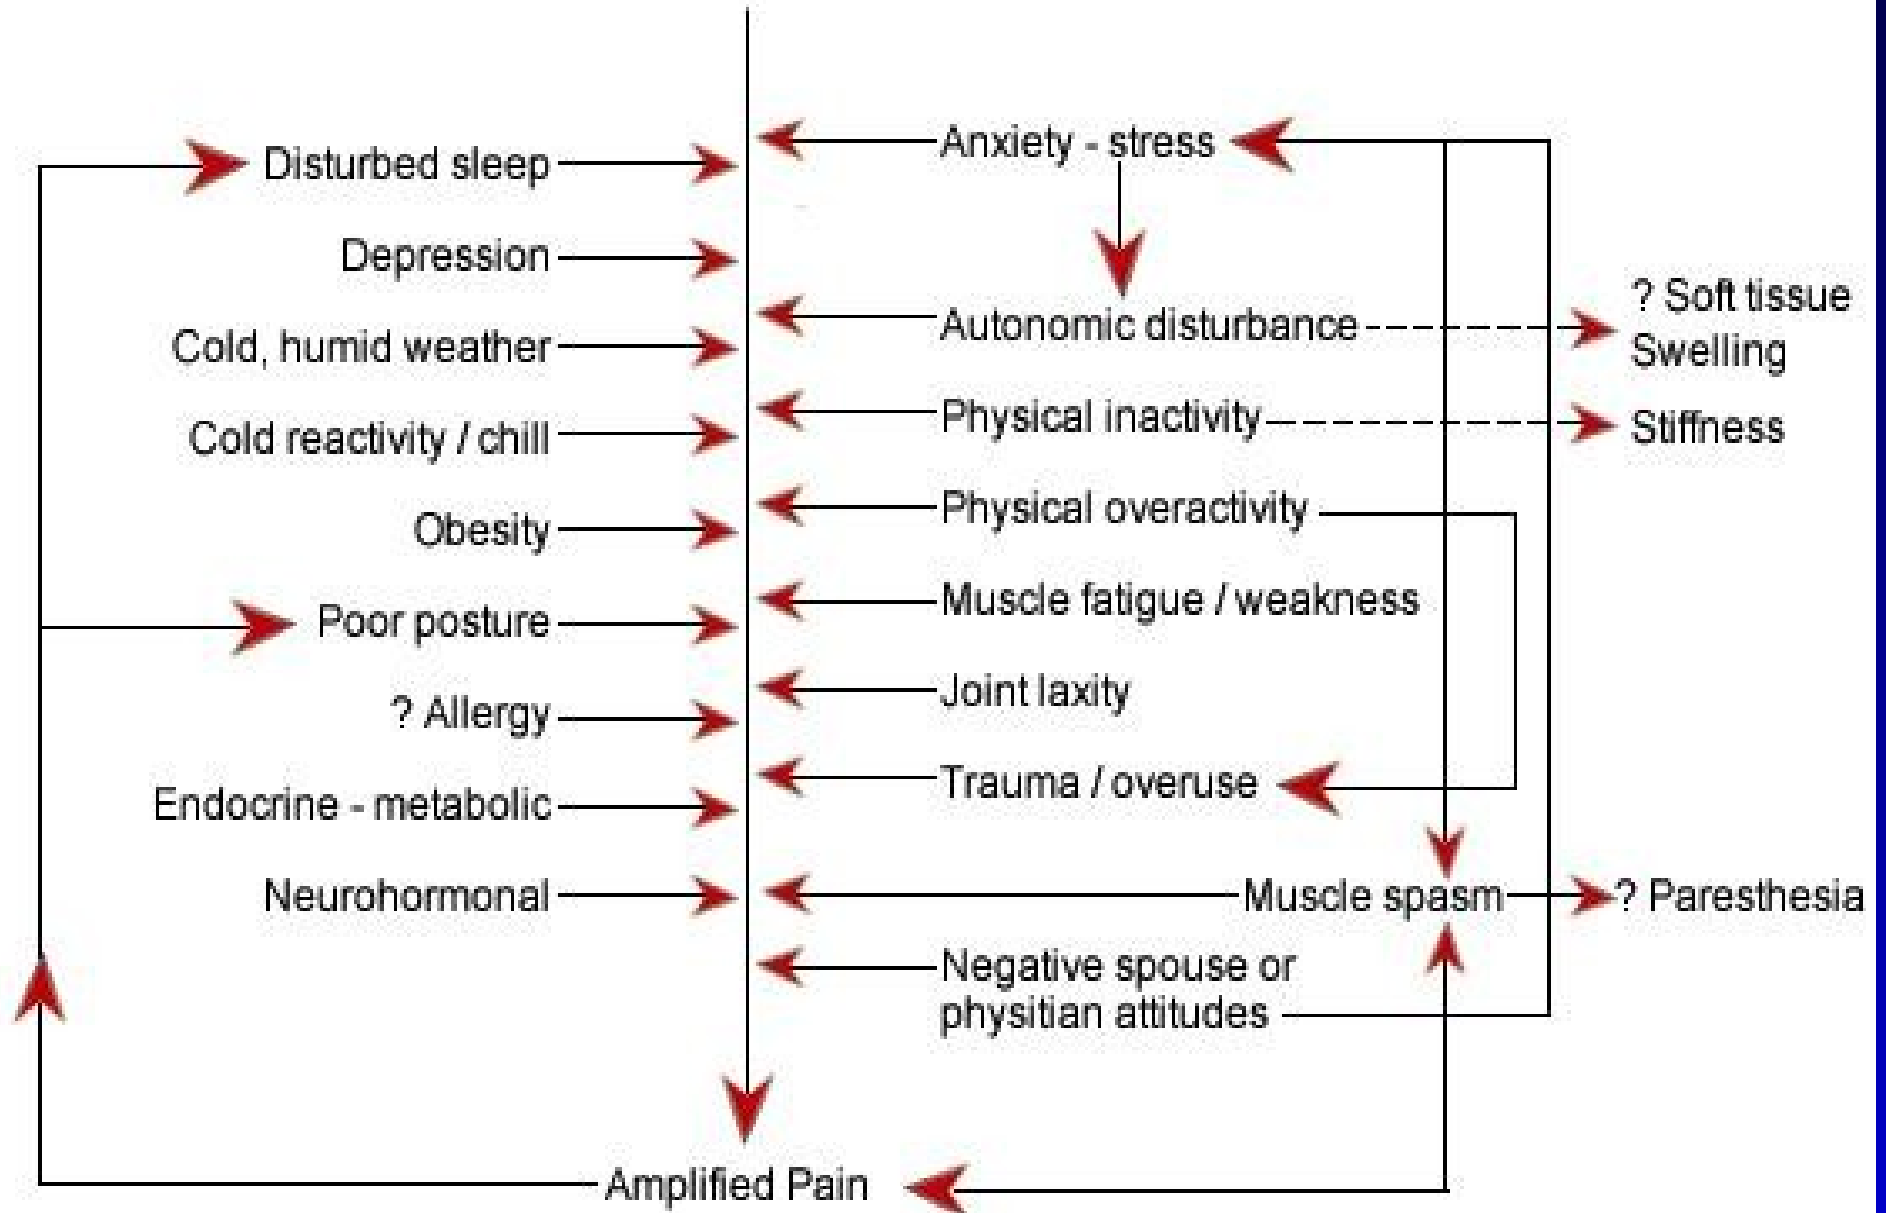 Disturbed sleep
Depression
Cold, humid weather
Cold reactivity / chill
Obesity
Poor posture
? Allergy
Endocrine - metabolic
Neurohormonal
Anxiety - stress
Autonomic disturbance
Physical inactivity
Physical overactivity
Muscle fatigue / weakness
Joint laxity
Trauma / overuse
Muscle spasm
Negative spouse or
physitian attitudes
? Soft tissue
Swelling
Stiffness
? Paresthesia
Amplified Pain